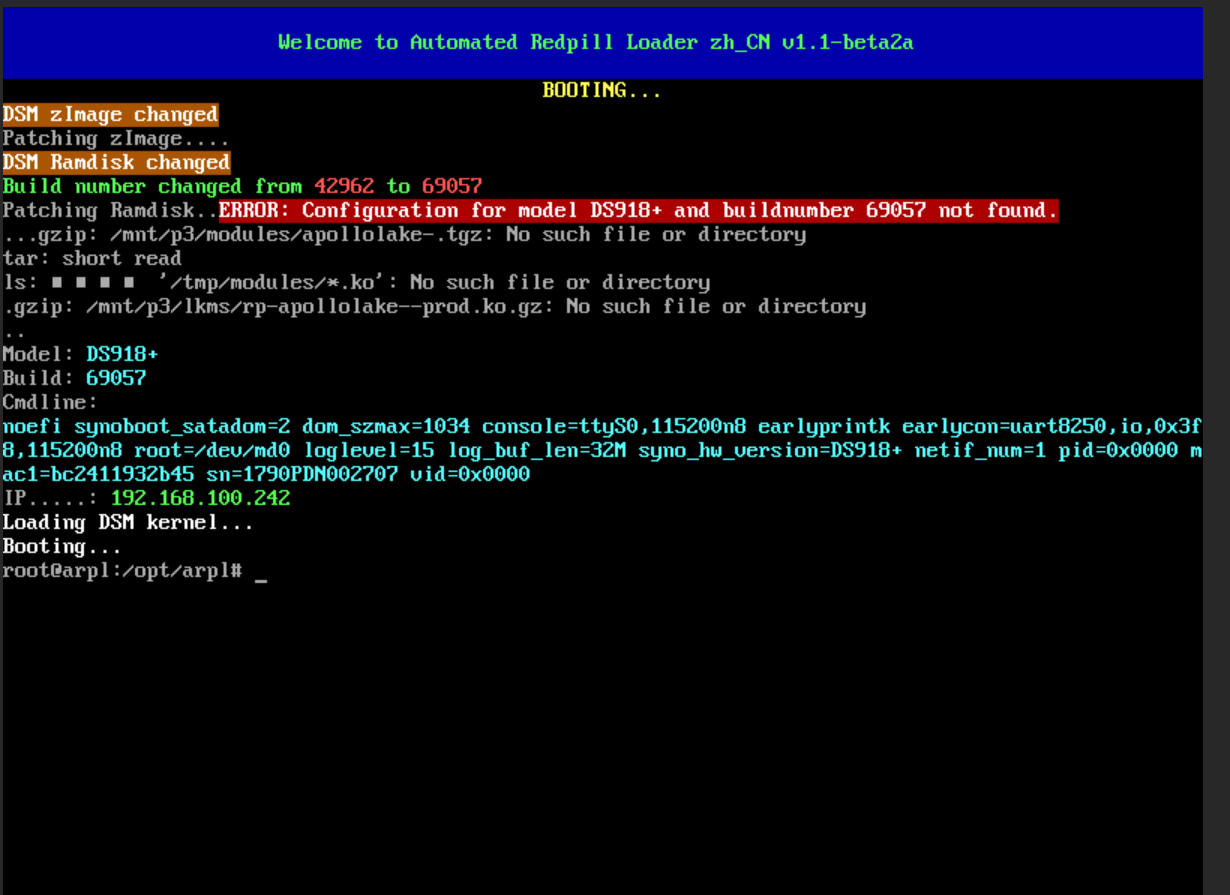 Welcome to Automated Redpill Loader zh_CN v1.1-beta2a
BOOTING...
DSM zImage changed
Patching zImage....
DSM Ramdisk changed
Build number changed from 42962 to 69057
Patching Ramdisk..ERROR: Configuration for model DS918+ and buildnumber 69057 not found.
...gzip: /mnt/p3/modules/apollolake-.tgz: No such file or directory
tar: short read
ls: ■ ■ ■ ■ '/tmp/modules/*.ko': No such file or directory
.gzip: /mnt/p3/lkms/rp-apollolake--prod.ko.gz: No such file or directory
..
Model: DS918+
Build: 69057
Cmdline:
noefi synoboot_satadom=2 dom_szmax=1034 console=ttyS0,115200n8 earlyprintk earlycon=uart8250,io,0x3f
8,115200n8 root=/dev/md0 loglevel=15 log_buf_len=32M syno_hw_version=DS918+ netif_num=1 pid=0x0000 m
ac1=bc2411932b45 sn=1790PDN002707 vid=0x0000
IP.....: 192.168.100.242
Loading DSM kernel...
Booting...
root@arpl:/opt/arpl# _